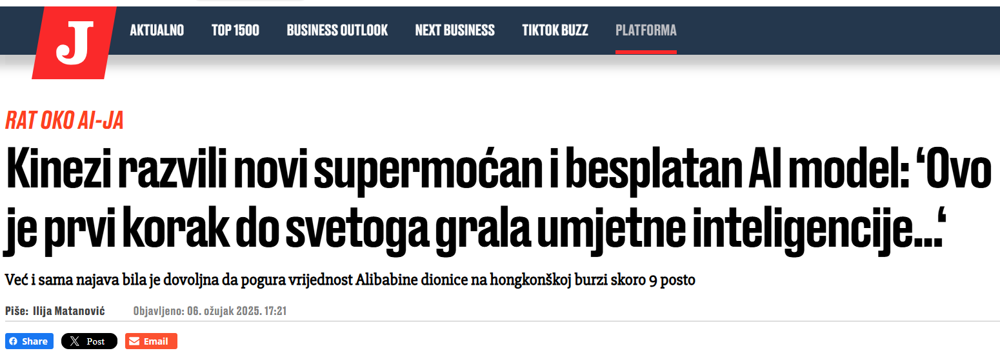 J
AKTUALNO TOP 1500 BUSINESS OUTLOOK NEXT BUSINESS TIKTOK BUZZ PLATFORMA
RAT OKO AI-JA
Kinezi razvili novi supermoćan i besplatan AI model: ‘Ovo
je prvi korak do svetoga grala umjetne inteligencije...‘
Već i sama najava bila je dovoljna da pogura vrijednost Alibabine dionice na hongkonškoj burzi skoro 9 posto
Piše: Ilija Matanović Objavljeno: 06. ožujak 2025. 17:21
Share X Post Email